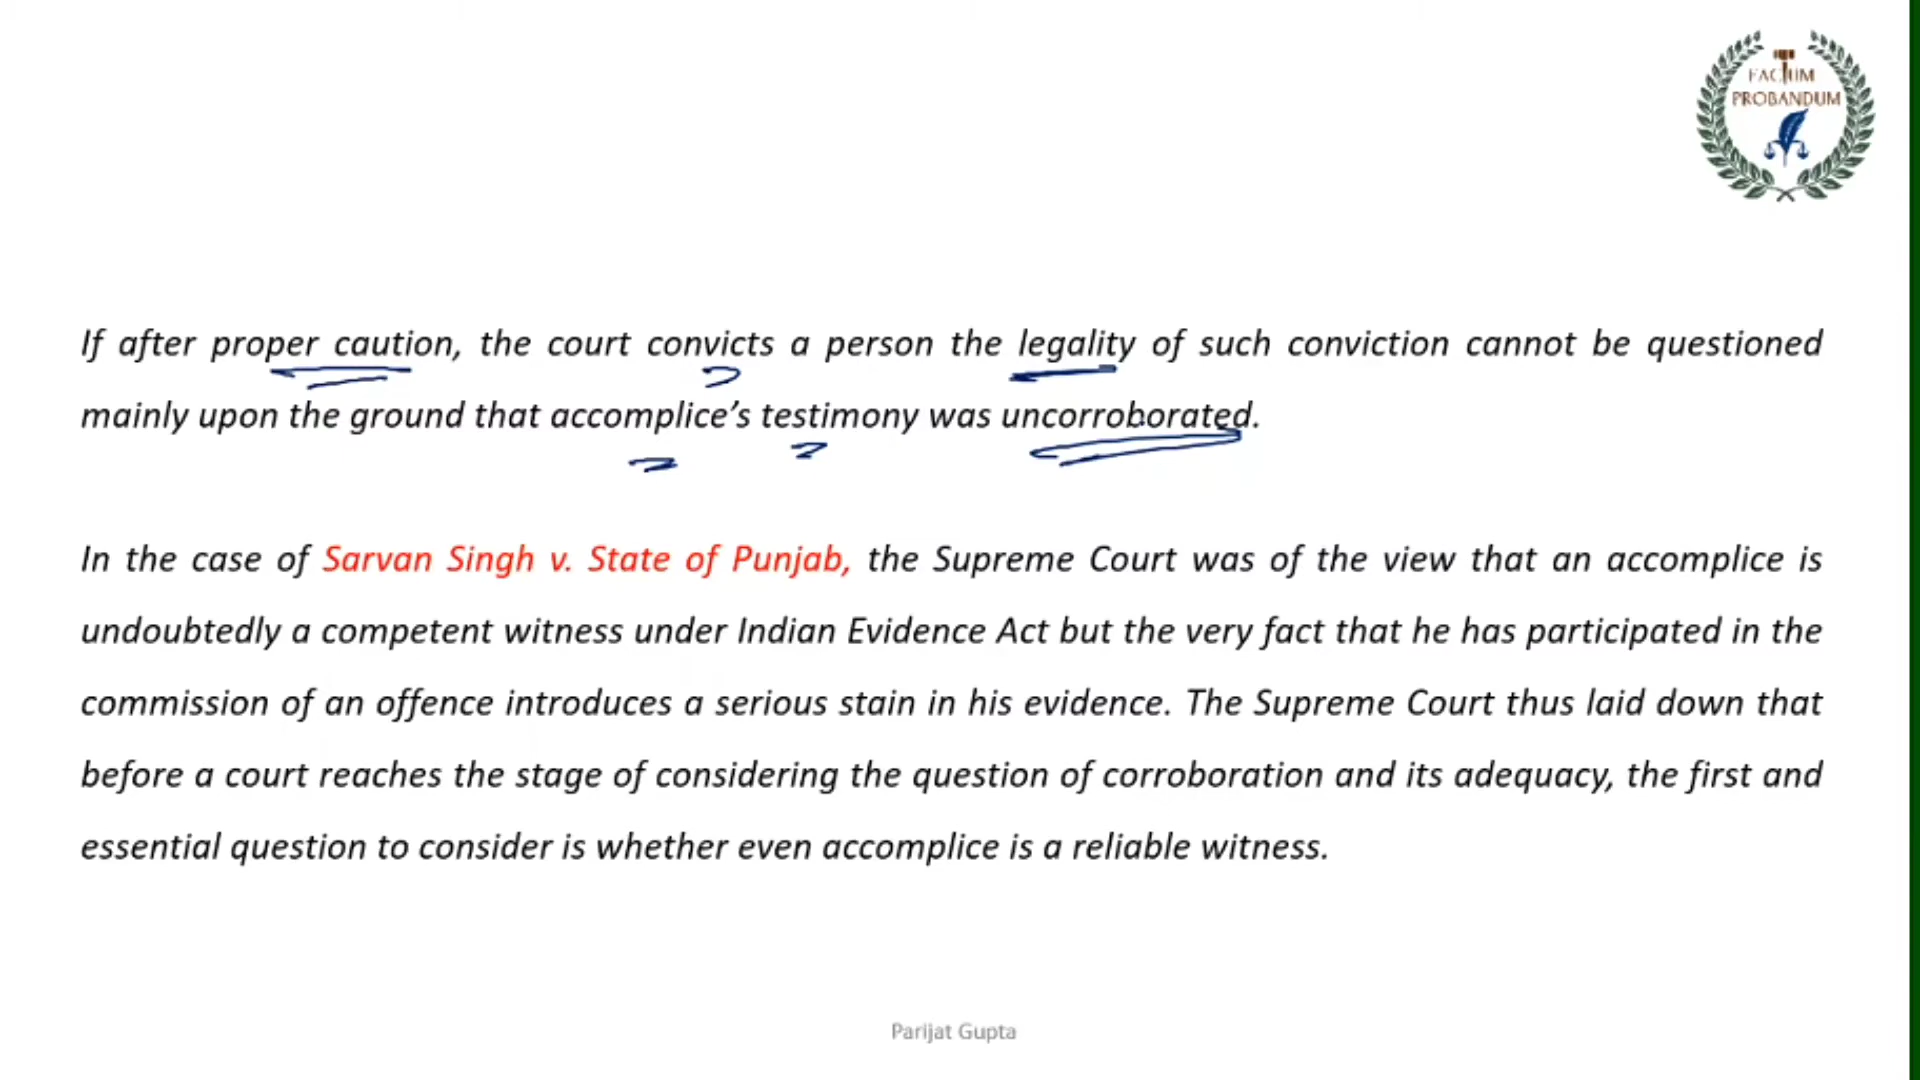 FACTUM
PROBANDUM
If after proper caution, the court convicts a person the legality of such conviction cannot be questioned
mainly upon the ground that accomplice’s testimony was uncorroborated.
In the case of Sarvan Singh v. State of Punjab, the Supreme Court was of the view that an accomplice is
undoubtedly a competent witness under Indian Evidence Act but the very fact that he has participated in the
commission of an offence introduces a serious stain in his evidence. The Supreme Court thus laid down that
before a court reaches the stage of considering the question of corroboration and its adequacy, the first and
essential question to consider is whether even accomplice is a reliable witness.
Parijat Gupta